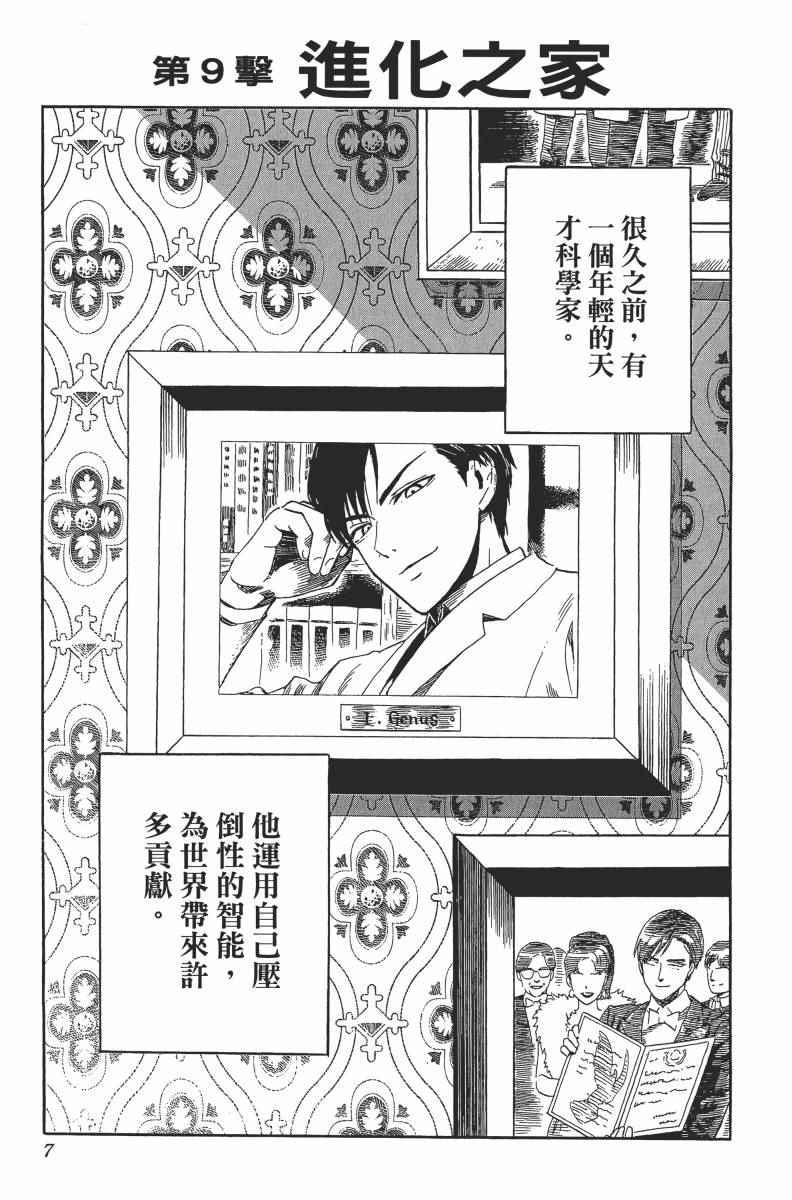 第9擊 進化之家
很久之前，有
一個年輕的天
才科學家。
I. Genus
他運用自己壓
倒性的智能，
為世界帶來許
多貢獻。
7